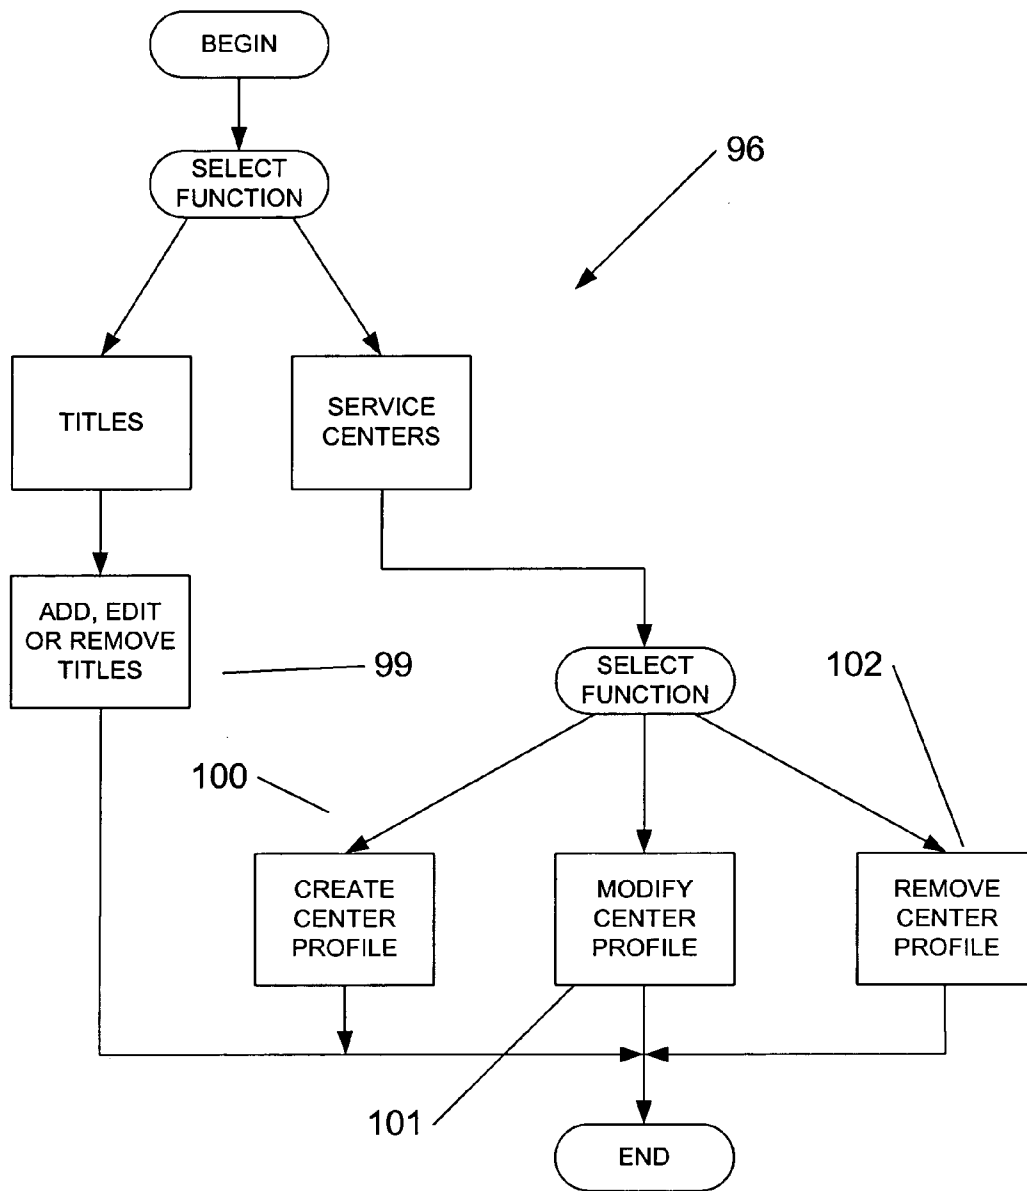 BEGIN
SELECT
FUNCTION
96
TITLES
SERVICE
CENTERS
ADD, EDIT
OR REMOVE
TITLES
99
SELECT
FUNCTION
102
100
CREATE
CENTER
PROFILE
MODIFY
CENTER
PROFILE
REMOVE
CENTER
PROFILE
101
END